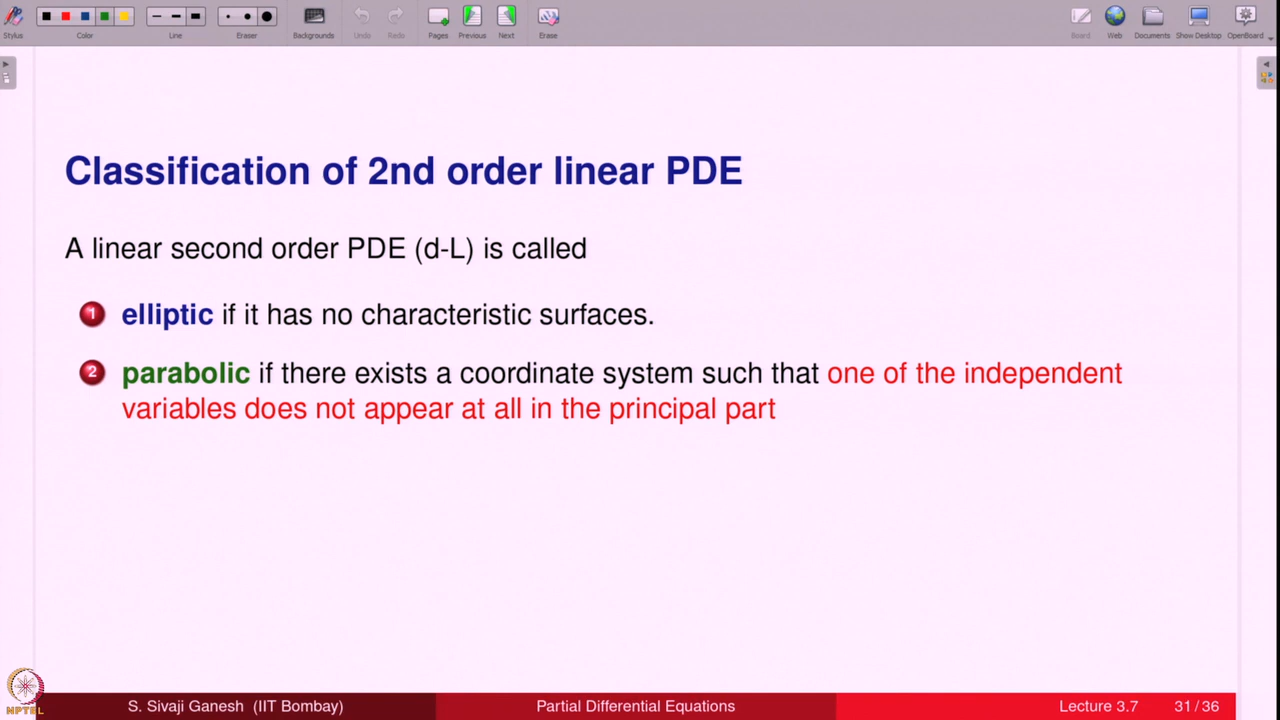 Stylus Color Line Eraser Backgrounds Undo Redo Pages Previous Next Erase Board Web Documents Show Desktop OpenBoard
Classification of 2nd order linear PDE
A linear second order PDE (d-L) is called
1 elliptic if it has no characteristic surfaces.
2 parabolic if there exists a coordinate system such that one of the independent
variables does not appear at all in the principal part
NPTEL
S. Sivaji Ganesh (IIT Bombay) Partial Differential Equations Lecture 3.7 31 / 36